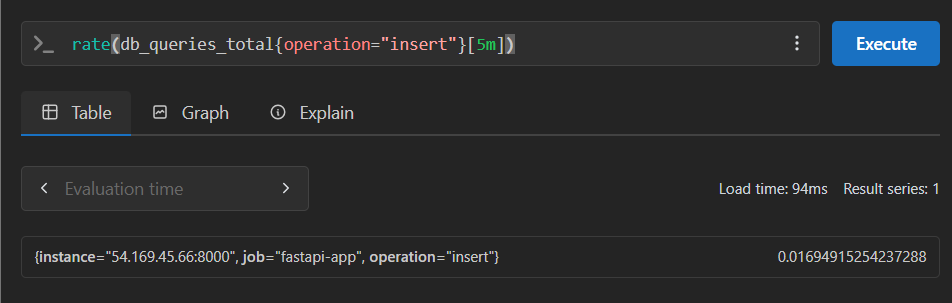 >_ rate(db_queries_total{operation="insert"}[5m])
Execute
Table Graph Explain
< Evaluation time > Load time: 94ms Result series: 1
{instance="54.169.45.66:8000", job="fastapi-app", operation="insert"} 0.01694915254237288